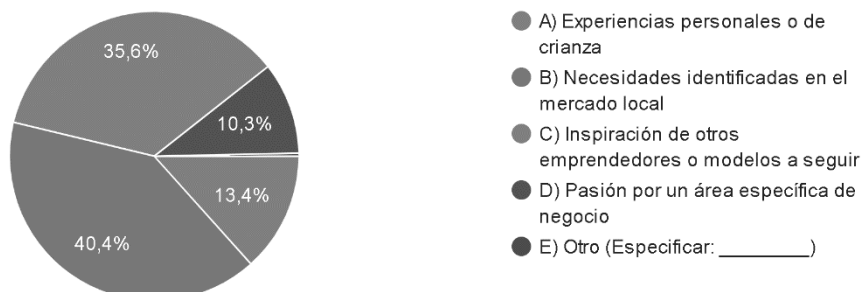 35,6%
10,3%
13,4%
40,4%
A) Experiencias personales o de
crianza
B) Necesidades identificadas en el
mercado local
C) Inspiración de otros
emprendedores o modelos a seguir
D) Pasión por un área específica de
negocio
E) Otro (Especificar: _________)